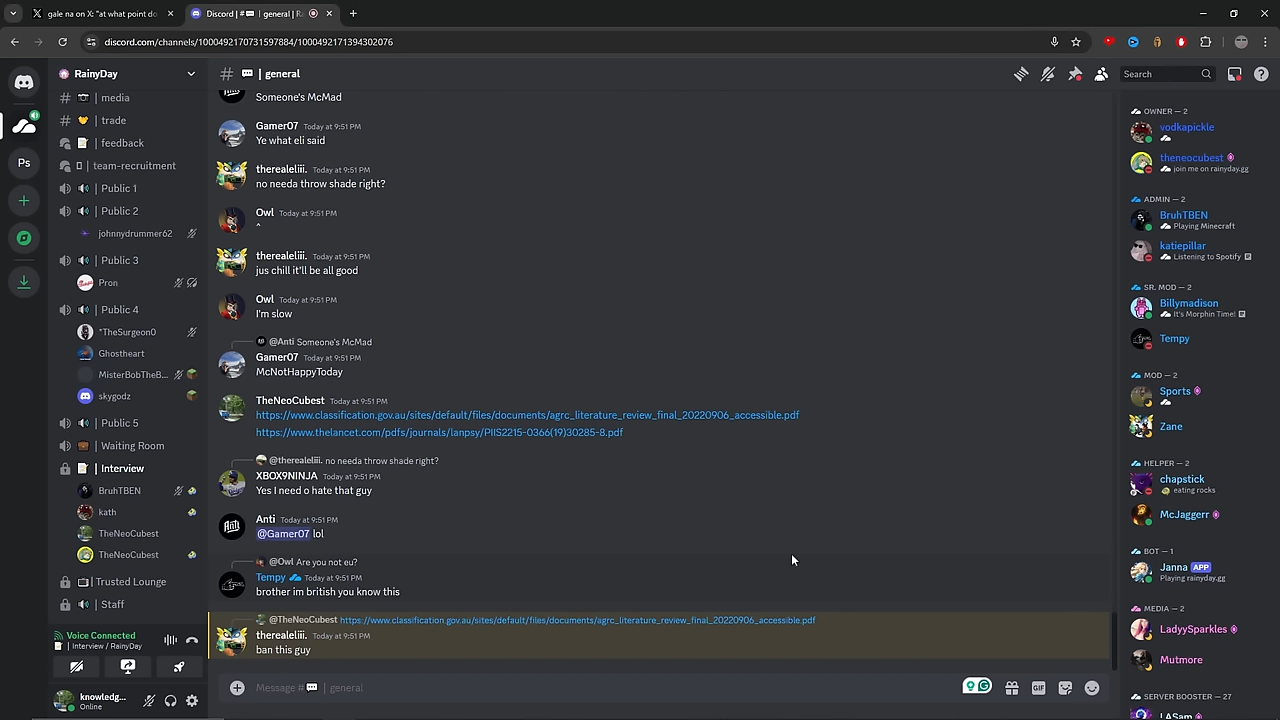 gale na on X: "at what point do
Discord | #💬 | general | Ra
discord.com/channels/1000492170731597884/1000492171394302076
RainyDay
# 💬 | general
Search
| media
| trade
| feedback
| team-recruitment
| Public 1
| Public 2
johnnydrummer62
| Public 3
Pron
| Public 4
*TheSurgeon0
Ghostheart
MisterBobTheB...
skygodz
| Public 5
| Waiting Room
| Interview
BruhTBEN
kath
TheNeoCubest
TheNeoCubest
| Trusted Lounge
| Staff
Voice Connected
| Interview / RainyDay
knowledg...
Online
Ps
Someone's McMad
Gamer07 Today at 9:51 PM
Ye what eli said
therealeliii. Today at 9:51 PM
no needa throw shade right?
Owl Today at 9:51 PM
^
therealeliii. Today at 9:51 PM
jus chill it'll be all good
Owl Today at 9:51 PM
I'm slow
@Anti Someone's McMad
Gamer07 Today at 9:51 PM
McNotHappyToday
TheNeoCubest Today at 9:51 PM
https://www.classification.gov.au/sites/default/files/documents/agrc_literature_review_final_20220906_accessible.pdf
https://www.thelancet.com/pdfs/journals/lanpsy/PIIS2215-0366(19)30285-8.pdf
@therealeliii. no needa throw shade right?
XBOX9NINJA Today at 9:51 PM
Yes I need o hate that guy
Anti Today at 9:51 PM
@Gamer07 lol
@Owl Are you not eu?
Tempy Today at 9:51 PM
brother im british you know this
@TheNeoCubest https://www.classification.gov.au/sites/default/files/documents/agrc_literature_review_final_20220906_accessible.pdf
therealeliii. Today at 9:51 PM
ban this guy
Message #💬 | general
GIF
OWNER — 2
vodkapickle
theneocubest
join me on rainyday.gg
ADMIN — 2
BruhTBEN
Playing Minecraft
katiepillar
Listening to Spotify
SR. MOD — 2
Billymadison
It's Morphin Time!
Tempy
MOD — 2
Sports
Zane
HELPER — 2
chapstick
eating rocks
McJaggerr
BOT — 1
Janna APP
Playing rainyday.gg
MEDIA — 2
LadyySparkles
Mutmore
SERVER BOOSTER — 27
LASam